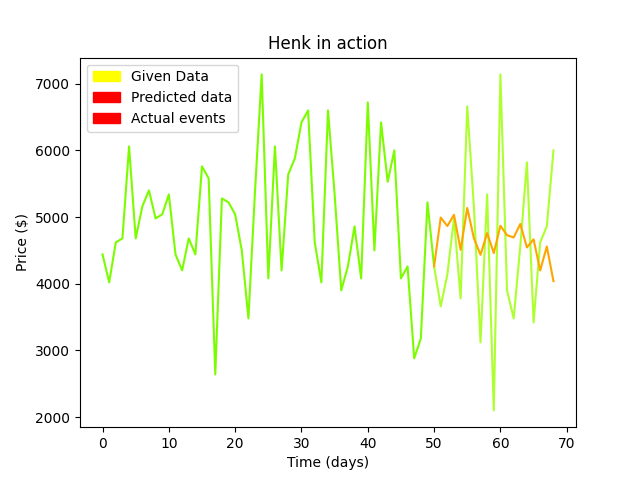 Henk in action
Given Data
Predicted data
Actual events
Price ($)
7000
6000
5000
4000
3000
2000
0 10 20 30 40 50 60 70
Time (days)